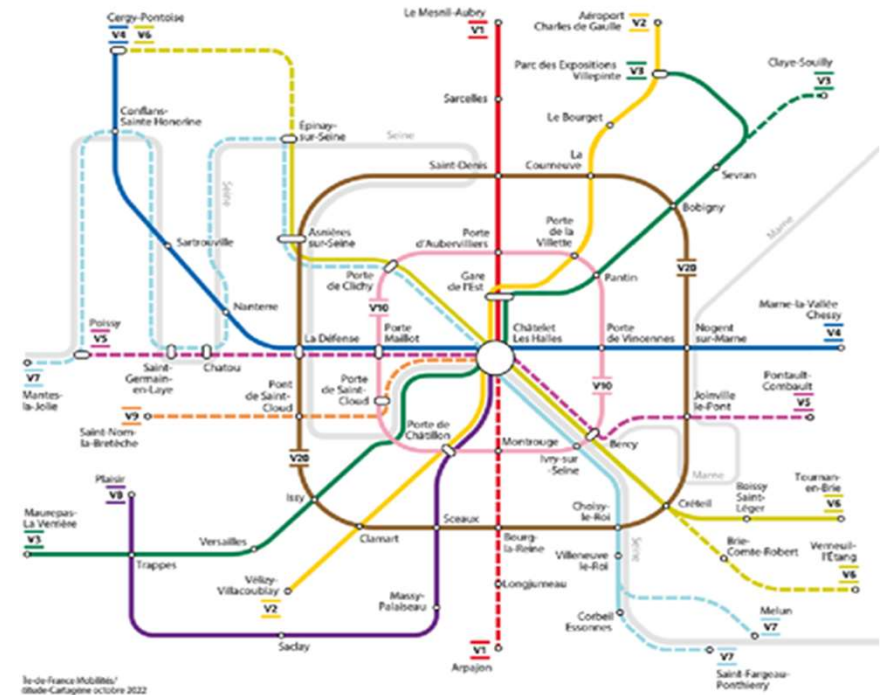 Cergy-Pontoise
V4 V6
Le Mesnil-Aubry
V1
Aéroport
Charles de Gaulle
V2
Parc des Expositions
Villepinte
V3
Claye-Souilly
V3
Conflans-
Sainte Honorine
Sarcelles
Le Bourget
Epinay-
sur-Seine
Seine
Saint-Denis
La
Courneuve
Sevran
Seine
Bobigny
Marne
Sartrouville
Asnières
sur-Seine
Porte
d'Aubervilliers
Porte
de la
Villette
Porte
de Clichy
Gare
de l'Est
Pantin
V20
Nanterre
V10
Poissy
V5
La Défense
Porte
Maillot
Châtelet
Les Halles
Porte
de Vincennes
Nogent
sur-Marne
Marne-la-Vallée
Chessy
V4
V7
Mantes-
la-Jolie
Saint-
Germain-
en-Laye
Chatou
Pont
de Saint-
Cloud
Porte
de Saint-
Cloud
V10
Joinville
le-Pont
Pontault-
Combault
V5
V9
Saint-Nom-
la-Bretèche
Porte de
Châtillon
Montrouge
Bercy
Ivry-sur
-Seine
V20
Marne
Plaisir
V8
Issy
Choisy-
le-Roi
Créteil
Boissy
Saint-
Léger
Tournan-
en-Brie
V6
Maurepas-
La Verrière
V3
Versailles
Clamart
Sceaux
Bourg-
la-Reine
Villeneuve
le-Roi
Seine
Brie-
Comte-Robert
Verneuil-
l'Étang
V6
Trappes
Vélizy-
Villacoublay
V2
Massy-
Palaiseau
Longjumeau
Corbeil
Essonnes
Melun
V7
Saclay
V1
Arpajon
V7
Saint-Fargeau-
Ponthierry
Île-de-France Mobilités/
étude-Cartagène octobre 2022